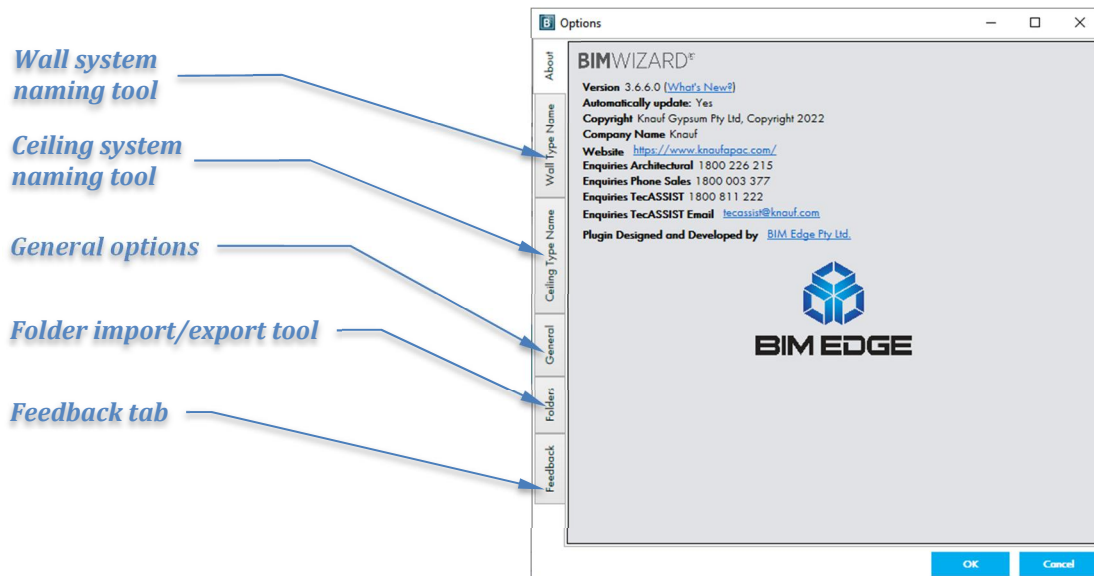 Options
Wall system
naming tool
Ceiling system
naming tool
General options
Folder import/export tool
Feedback tab
About
Wall Type Name
Ceiling Type Name
General
Folders
Feedback
BIMWIZARD
Version 3.6.6.0 (What's New?)
Automatically update: Yes
Copyright Knauf Gypsum Pty Ltd, Copyright 2022
Company Name Knauf
Website https://www.knaufapac.com/
Enquiries Architectural 1800 226 215
Enquiries Phone Sales 1800 003 377
Enquiries TecASSIST 1800 811 222
Enquiries TecASSIST Email tecassist@knauf.com
Plugin Designed and Developed by BIM Edge Pty Ltd.
BIM EDGE
OK Cancel